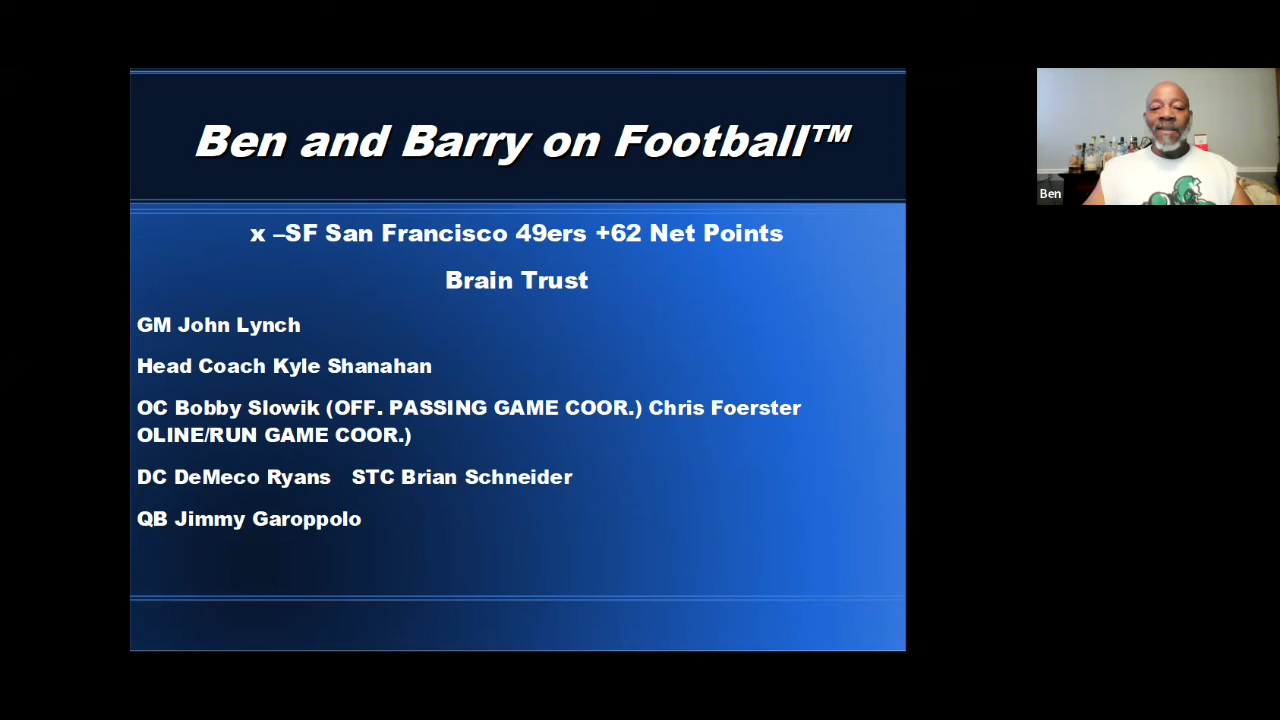 Ben and Barry on Football™
x –SF San Francisco 49ers +62 Net Points
Brain Trust
GM John Lynch
Head Coach Kyle Shanahan
OC Bobby Slowik (OFF. PASSING GAME COOR.) Chris Foerster
OLINE/RUN GAME COOR.)
DC DeMeco Ryans STC Brian Schneider
QB Jimmy Garoppolo
Ben